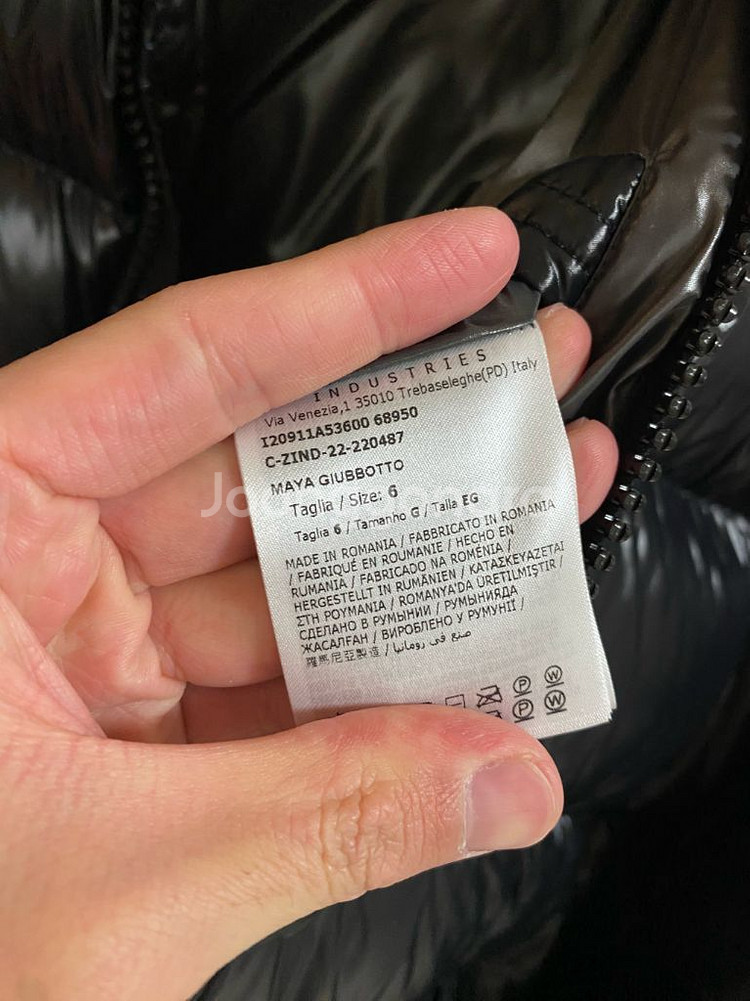 INDUSTRIES
Via Venezia,1 35010 Trebaseleghe(PD) Italy
I20911A53600 68950
C-ZIND-22-220487
MAYA GIUBBOTTO
Taglia / Size: 6
Taglia 6 / Tamanho G / Talla EG
MADE IN ROMANIA / FABBRICATO IN ROMANIA
/ FABRIQUÉ EN ROUMANIE / HECHO EN
RUMANIA / FABRICADO NA ROMÉNIA /
HERGESTELLT IN RUMÄNIEN / ΚΑΤΑΣΚΕΥΑΖΕΤΑΙ
ΣΤΗ ΡΟΥΜΑΝΙΑ / ROMANYA'DA ÜRETILMIŞTIR /
СДЕЛАНО В РУМЫНИИ / РУМЫНИЯДА
ЖАСАЛҒАН / ВИРОБЛЕНО У РУМУНІЇ /
羅馬尼亞製造 / صنع في رومانيا
P W
P W